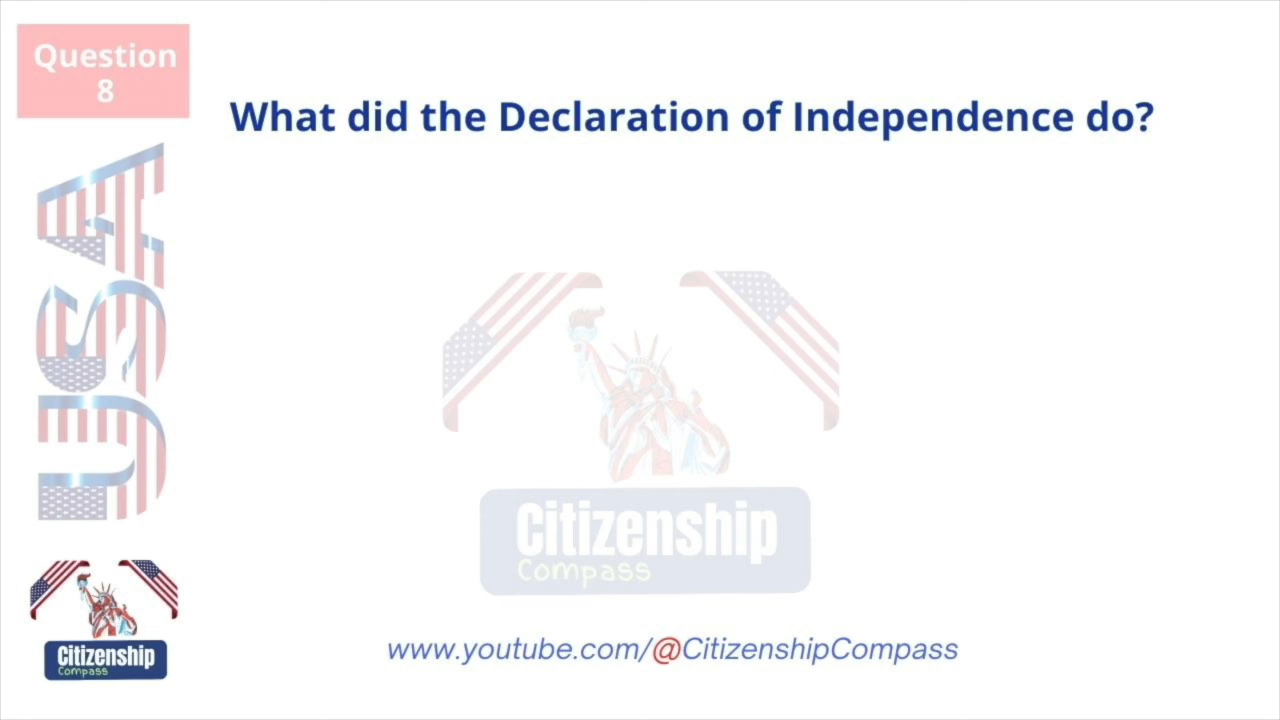 Question
8
What did the Declaration of Independence do?
USA
Citizenship
Compass
Citizenship
Compass
www.youtube.com/@CitizenshipCompass